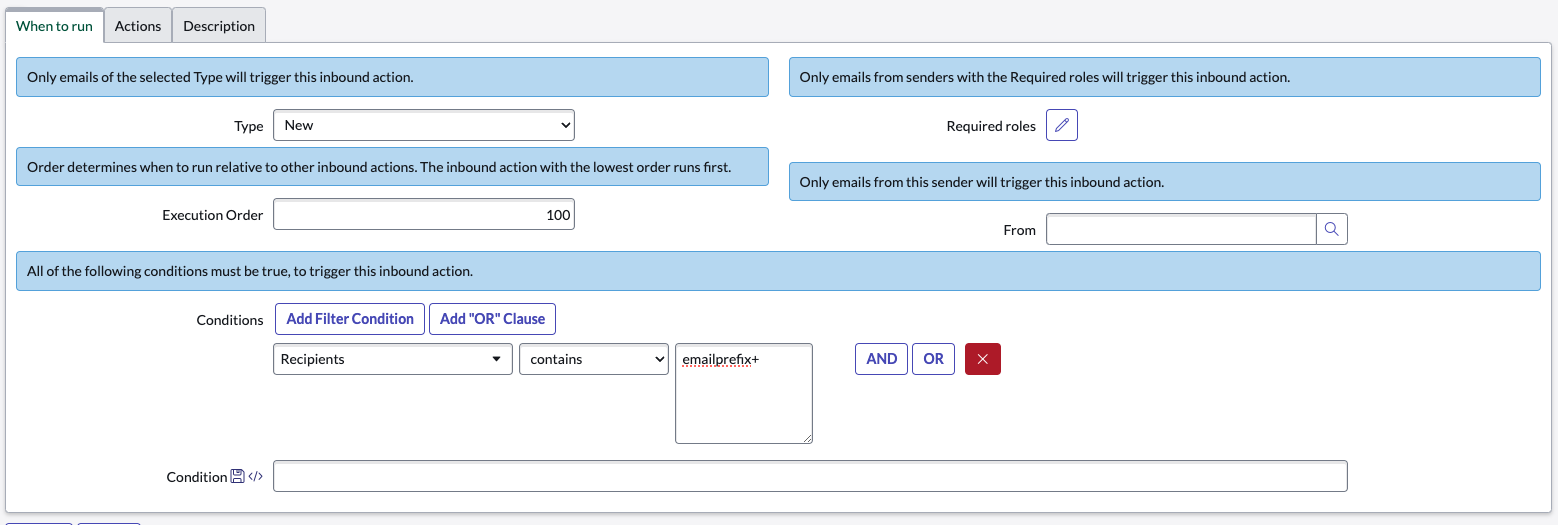 When to run
Actions
Description
Only emails of the selected Type will trigger this inbound action.
Only emails from senders with the Required roles will trigger this inbound action.
Type
New
Required roles
Order determines when to run relative to other inbound actions. The inbound action with the lowest order runs first.
Only emails from this sender will trigger this inbound action.
Execution Order
100
From
All of the following conditions must be true, to trigger this inbound action.
Conditions
Add Filter Condition
Add "OR" Clause
Recipients
contains
emailprefix+
AND
OR
Condition